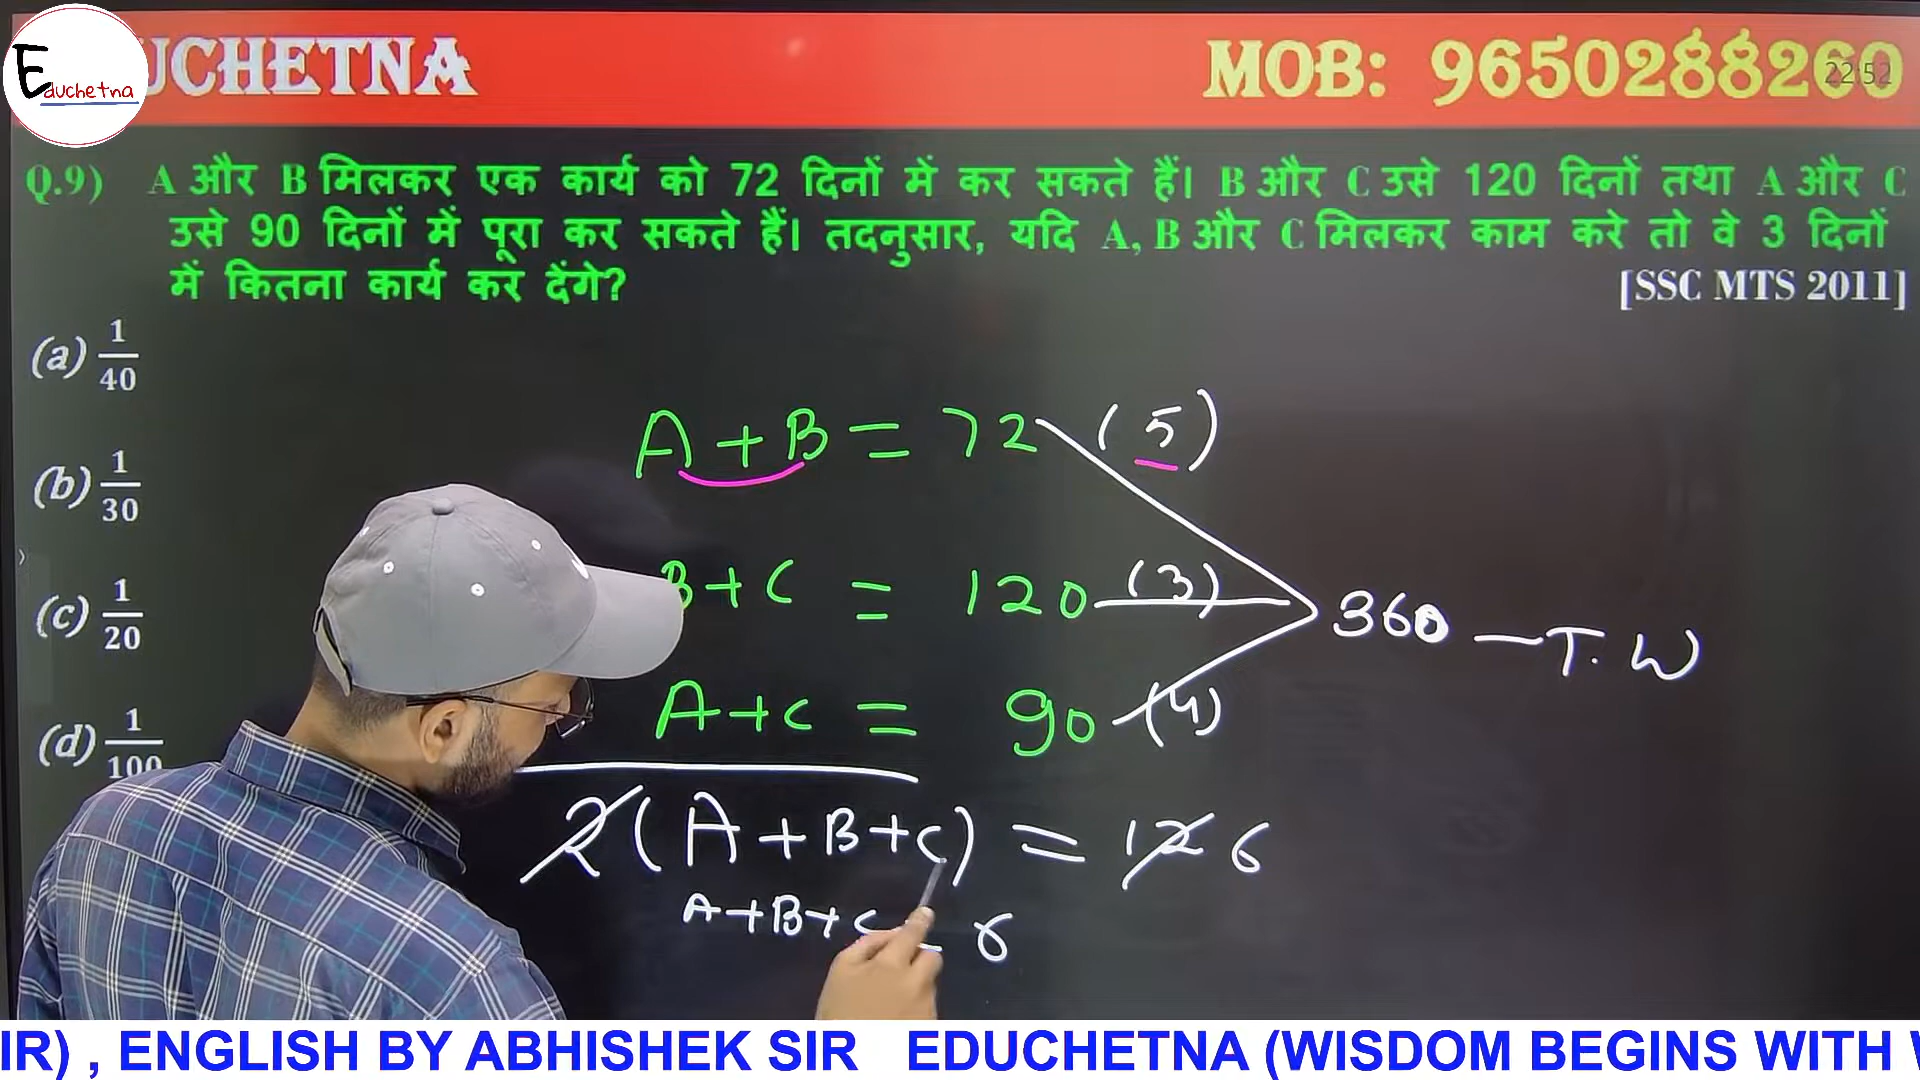 Educhetna
UCHETNA
MOB: 9650288260
22:52
Q.9) A और B मिलकर एक कार्य को 72 दिनों में कर सकते हैं। B और C उसे 120 दिनों तथा A और C
उसे 90 दिनों में पूरा कर सकते हैं। तदनुसार, यदि A, B और C मिलकर काम करे तो वे 3 दिनों
में कितना कार्य कर देंगे?
[SSC MTS 2011]
(a) 1/40
(b) 1/30
(c) 1/20
(d) 1/100
A + B = 72 (5)
B + C = 120 (3)
360 — T.W
A + C = 90 (4)
2 (A + B + C) = 12 6
A + B + C = 6
IR) , ENGLISH BY ABHISHEK SIR EDUCHETNA (WISDOM BEGINS WITH